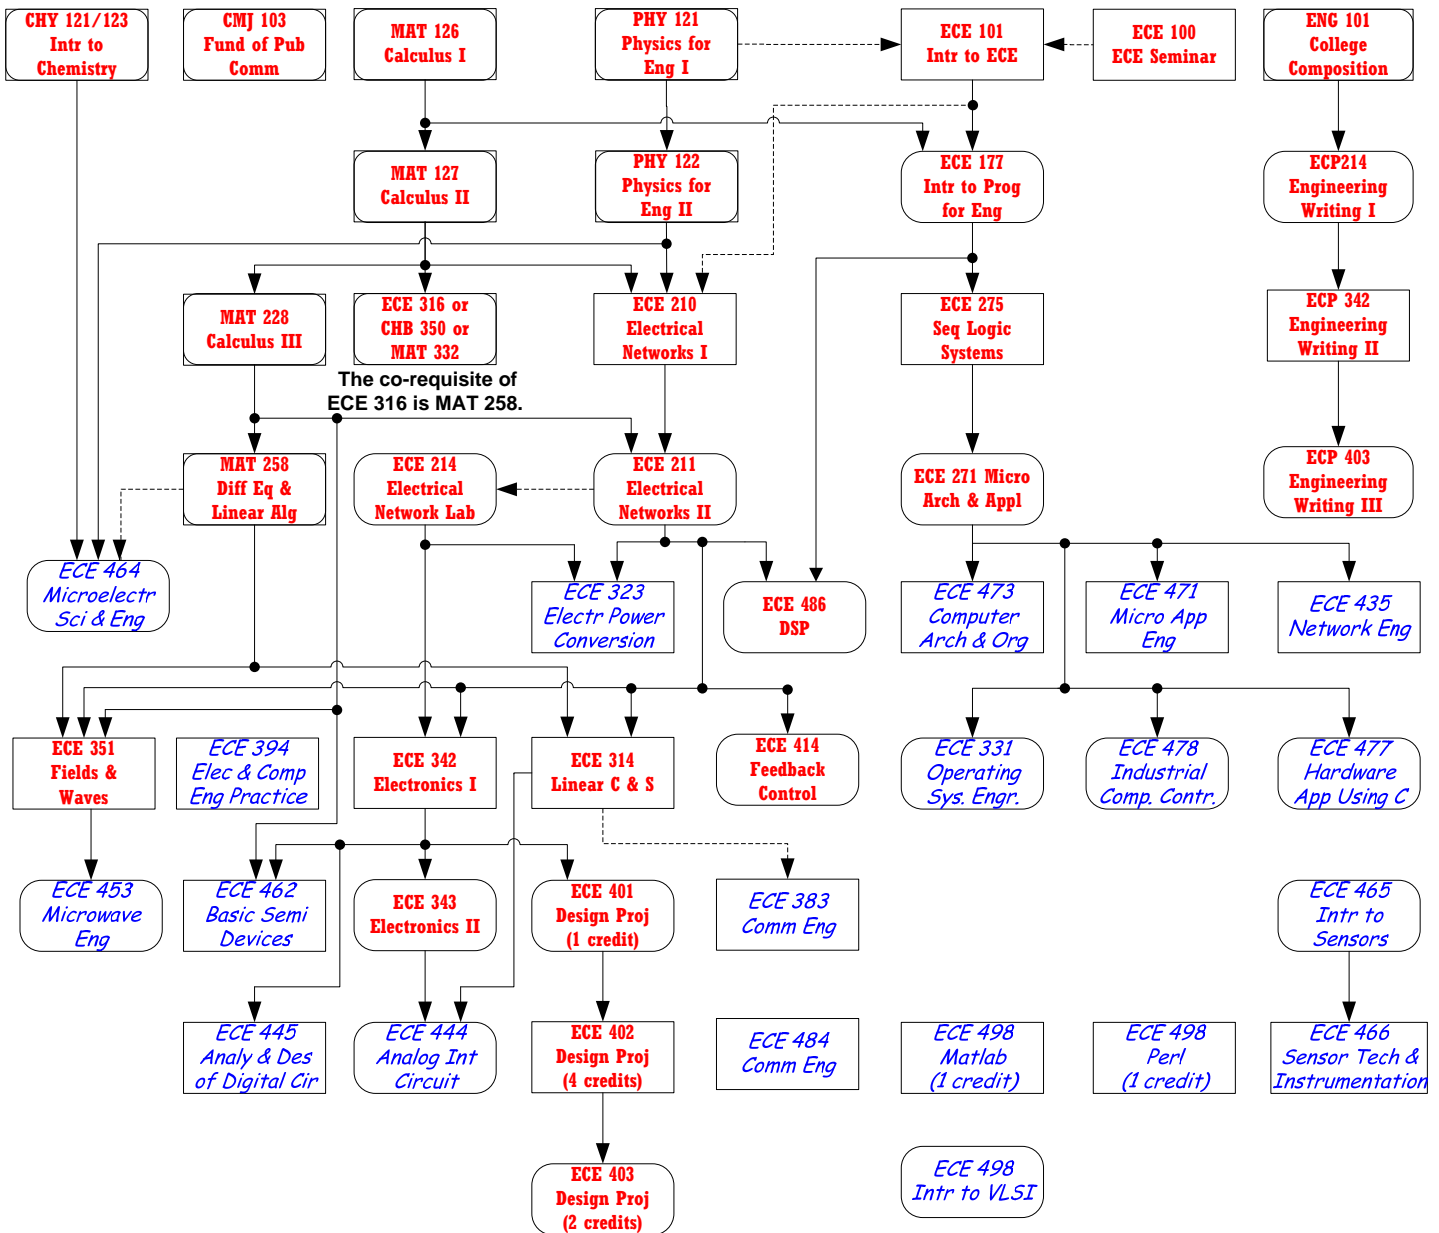 CHY 121/123
Intr to
Chemistry
CMJ 103
Fund of Pub
Comm
MAT 126
Calculus I
PHY 121
Physics for
Eng I
ECE 101
Intr to ECE
ECE 100
ECE Seminar
ENG 101
College
Composition
MAT 127
Calculus II
PHY 122
Physics for
Eng II
ECE 177
Intr to Prog
for Eng
ECP214
Engineering
Writing I
MAT 228
Calculus III
ECE 316 or
CHB 350 or
MAT 332
ECE 210
Electrical
Networks I
ECE 275
Seq Logic
Systems
ECP 342
Engineering
Writing II
The co-requisite of
ECE 316 is MAT 258.
MAT 258
Diff Eq &
Linear Alg
ECE 214
Electrical
Network Lab
ECE 211
Electrical
Networks II
ECE 271 Micro
Arch & Appl
ECP 403
Engineering
Writing III
ECE 464
Microelectr
Sci & Eng
ECE 323
Electr Power
Conversion
ECE 486
DSP
ECE 473
Computer
Arch & Org
ECE 471
Micro App
Eng
ECE 435
Network Eng
ECE 351
Fields &
Waves
ECE 394
Elec & Comp
Eng Practice
ECE 342
Electronics I
ECE 314
Linear C & S
ECE 414
Feedback
Control
ECE 331
Operating
Sys. Engr.
ECE 478
Industrial
Comp. Contr.
ECE 477
Hardware
App Using C
ECE 453
Microwave
Eng
ECE 462
Basic Semi
Devices
ECE 343
Electronics II
ECE 401
Design Proj
(1 credit)
ECE 383
Comm Eng
ECE 465
Intr to
Sensors
ECE 445
Analy & Des
of Digital Cir
ECE 444
Analog Int
Circuit
ECE 402
Design Proj
(4 credits)
ECE 484
Comm Eng
ECE 498
Matlab
(1 credit)
ECE 498
Perl
(1 credit)
ECE 466
Sensor Tech &
Instrumentation
ECE 403
Design Proj
(2 credits)
ECE 498
Intr to VLSI